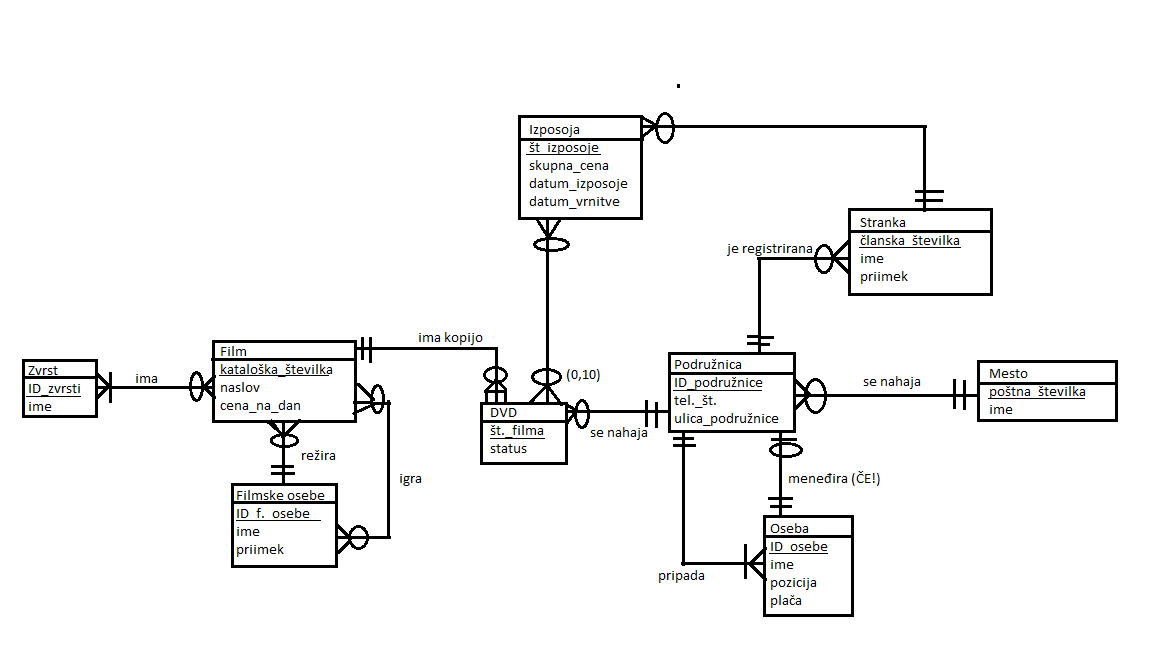 Izposoja
št_izposoje
skupna_cena
datum_izposoje
datum_vrnitve
Stranka
članska_številka
ime
priimek
je registrirana
ima kopijo
Film
kataloška_številka
naslov
cena_na_dan
Zvrst
ID_zvrsti
ime
ima
(0,10)
DVD
št._filma
status
se nahaja
Podružnica
ID_podružnice
tel._št.
ulica_podružnice
se nahaja
Mesto
poštna_številka
ime
režira
igra
Filmske osebe
ID_f._osebe
ime
priimek
meneđira (ČE!)
pripada
Oseba
ID_osebe
ime
pozicija
plača